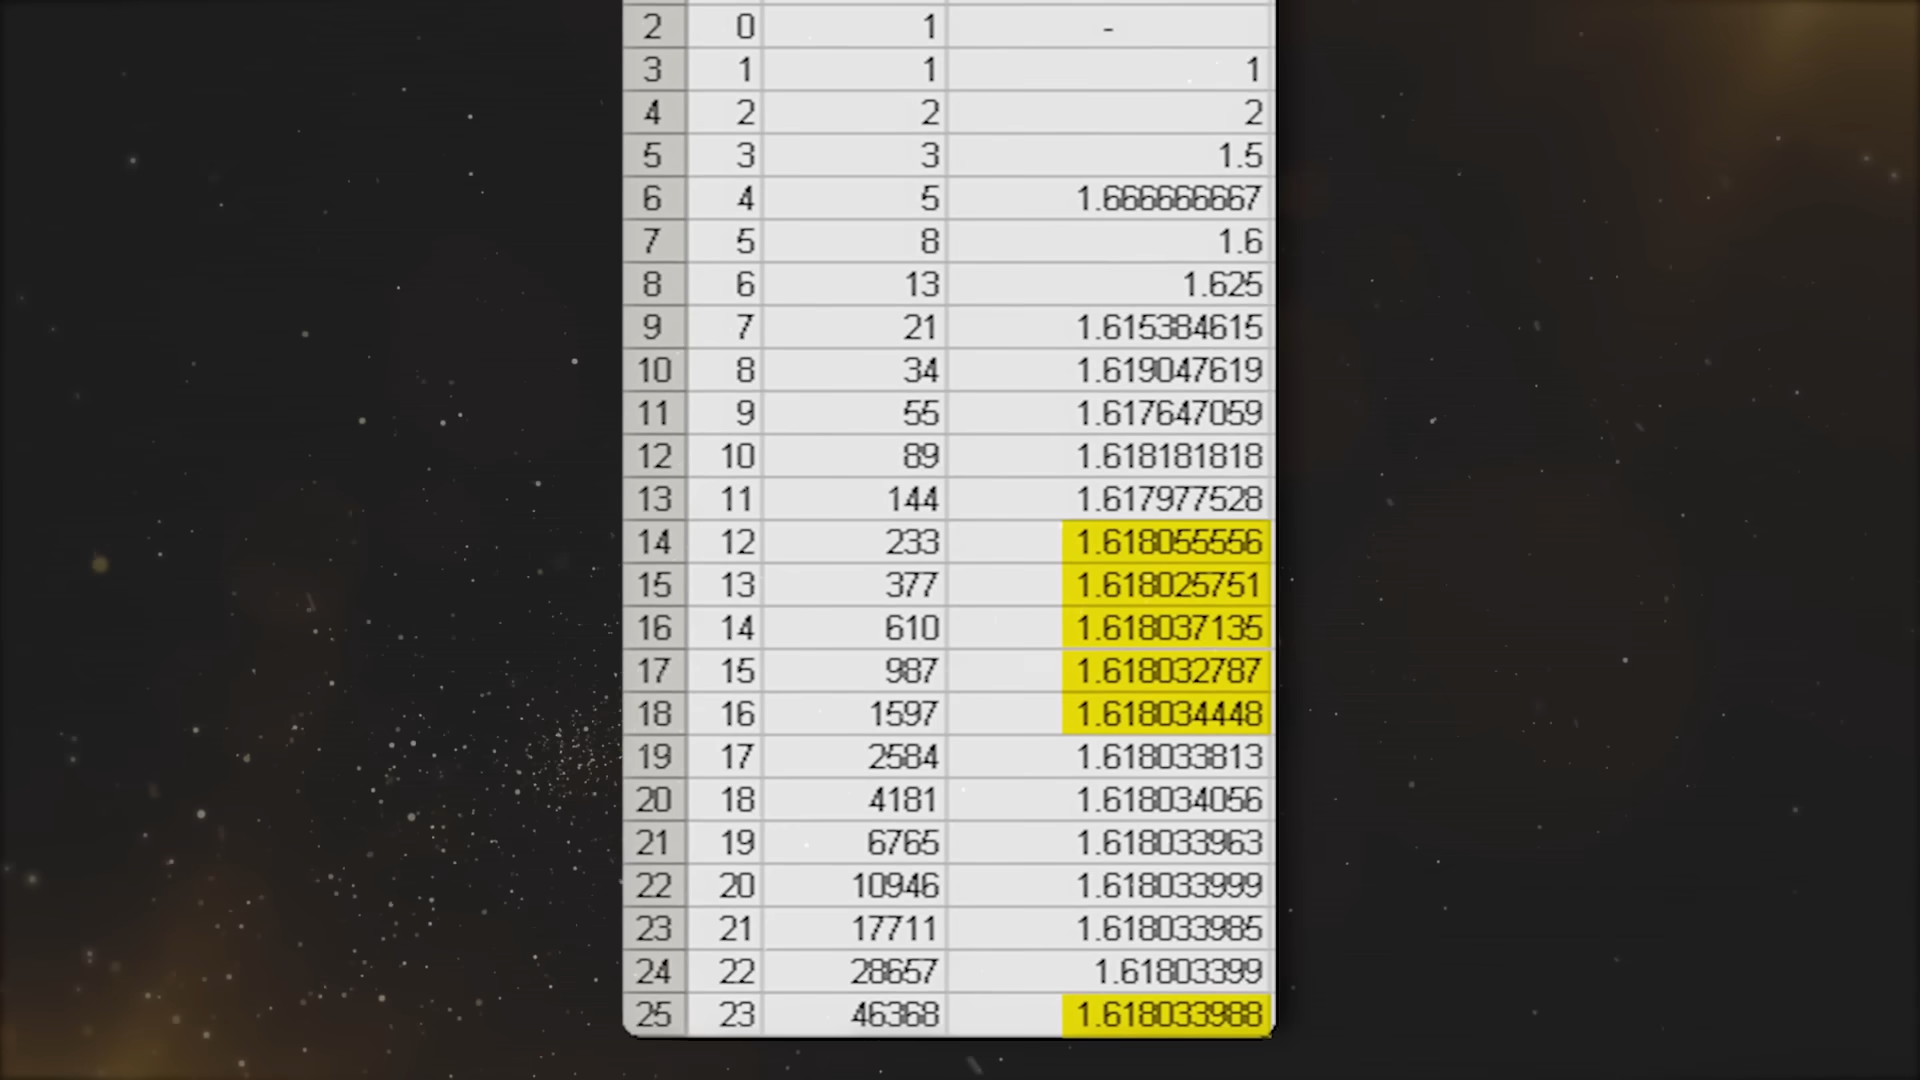 2 0 1 -
3 1 1 1
4 2 2 2
5 3 3 1.5
6 4 5 1.666666667
7 5 8 1.6
8 6 13 1.625
9 7 21 1.615384615
10 8 34 1.619047619
11 9 55 1.617647059
12 10 89 1.618181818
13 11 144 1.617977528
14 12 233 1.618055556
15 13 377 1.618025751
16 14 610 1.618037135
17 15 987 1.618032787
18 16 1597 1.618034448
19 17 2584 1.618033813
20 18 4181 1.618034056
21 19 6765 1.618033963
22 20 10946 1.618033999
23 21 17711 1.618033985
24 22 28657 1.61803399
25 23 46368 1.618033988